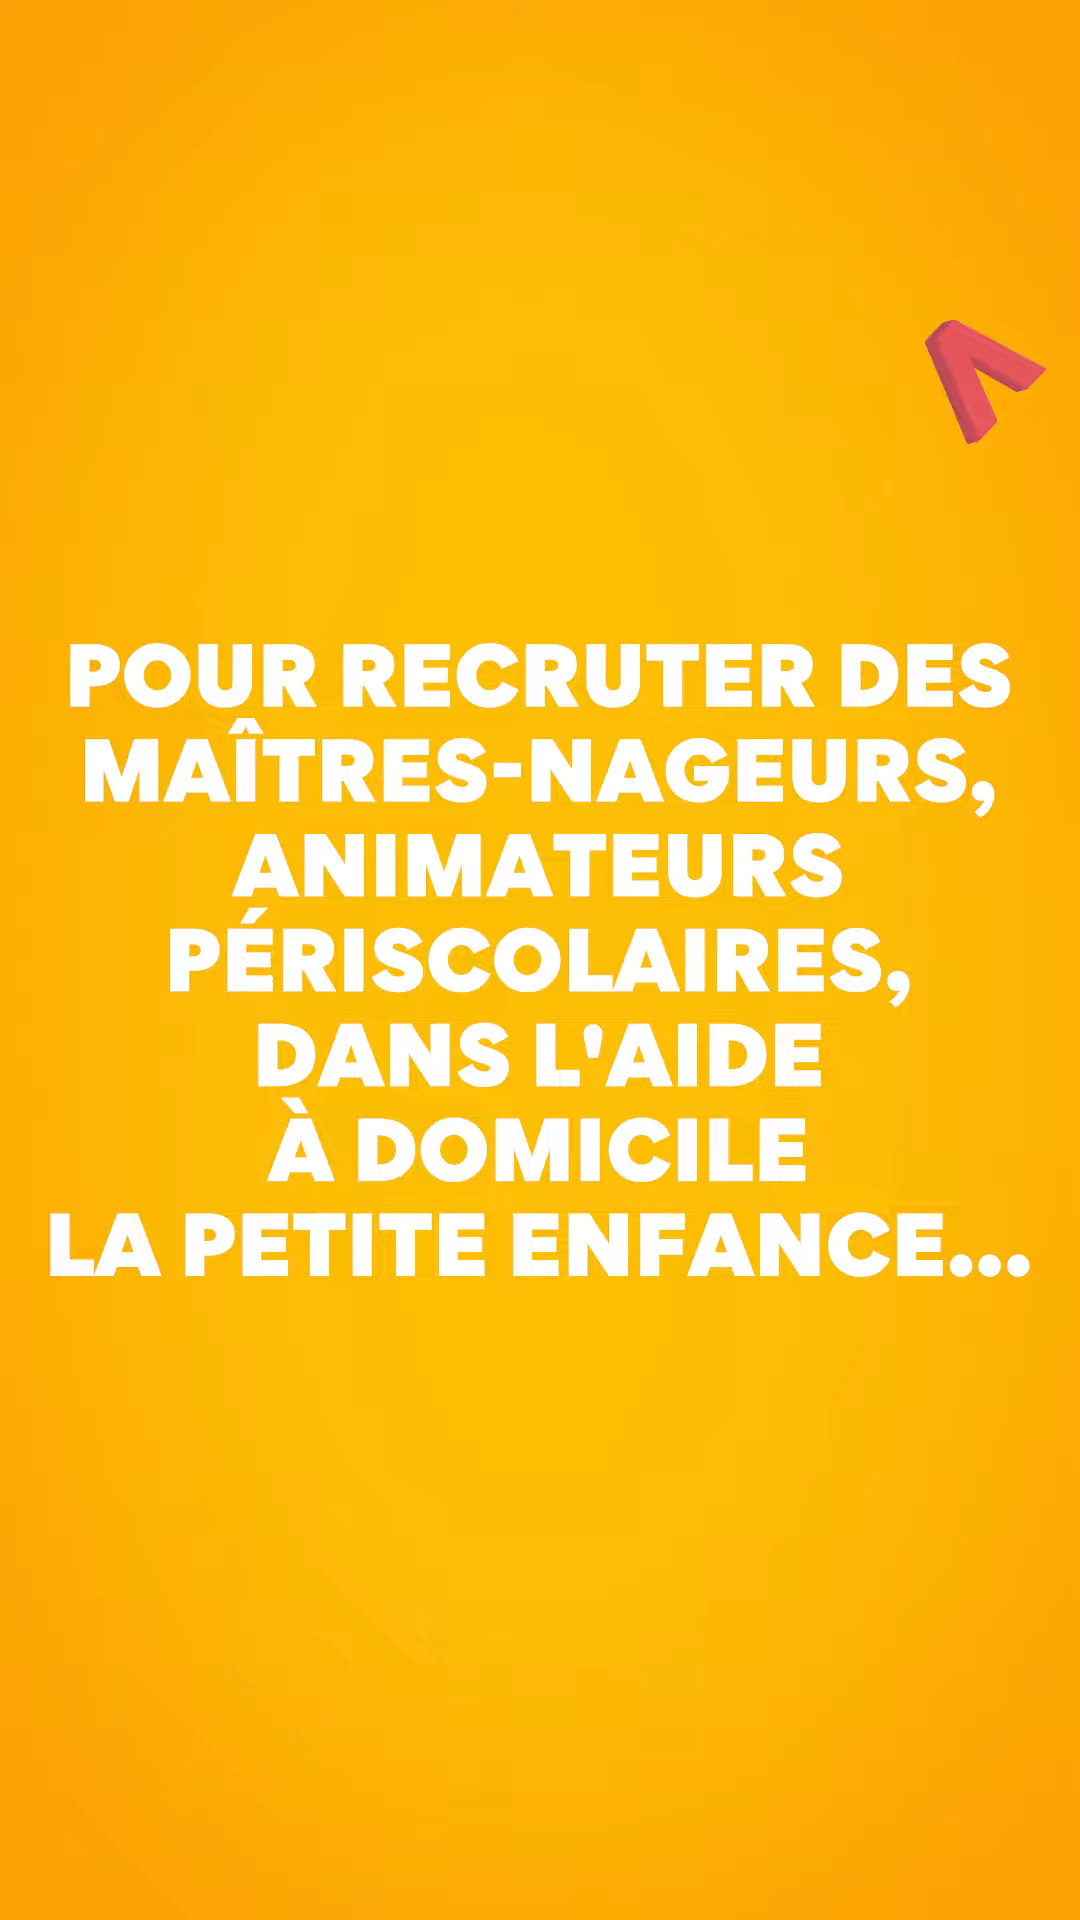 POUR RECRUTER DES
MAÎTRES-NAGEURS,
ANIMATEURS
PÉRISCOLAIRES,
DANS L'AIDE
À DOMICILE
LA PETITE ENFANCE...